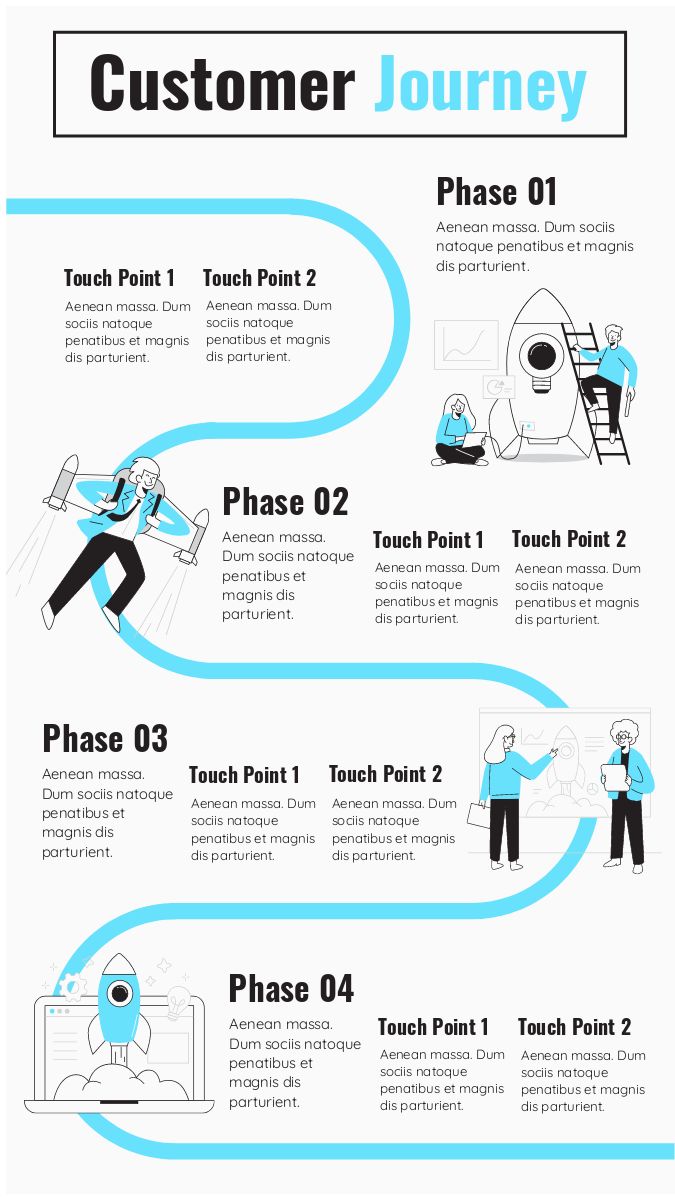 Customer Journey
Phase 01
Aenean massa. Dum sociis
natoque penatibus et magnis
dis parturient.
Touch Point 1
Aenean massa. Dum
sociis natoque
penatibus et magnis
dis parturient.
Touch Point 2
Aenean massa. Dum
sociis natoque
penatibus et magnis
dis parturient.
Phase 02
Aenean massa.
Dum sociis natoque
penatibus et
magnis dis
parturient.
Touch Point 1
Aenean massa. Dum
sociis natoque
penatibus et magnis
dis parturient.
Touch Point 2
Aenean massa. Dum
sociis natoque
penatibus et magnis
dis parturient.
Phase 03
Aenean massa.
Dum sociis natoque
penatibus et
magnis dis
parturient.
Touch Point 1
Aenean massa. Dum
sociis natoque
penatibus et magnis
dis parturient.
Touch Point 2
Aenean massa. Dum
sociis natoque
penatibus et magnis
dis parturient.
Phase 04
Aenean massa.
Dum sociis natoque
penatibus et
magnis dis
parturient.
Touch Point 1
Aenean massa. Dum
sociis natoque
penatibus et magnis
dis parturient.
Touch Point 2
Aenean massa. Dum
sociis natoque
penatibus et magnis
dis parturient.